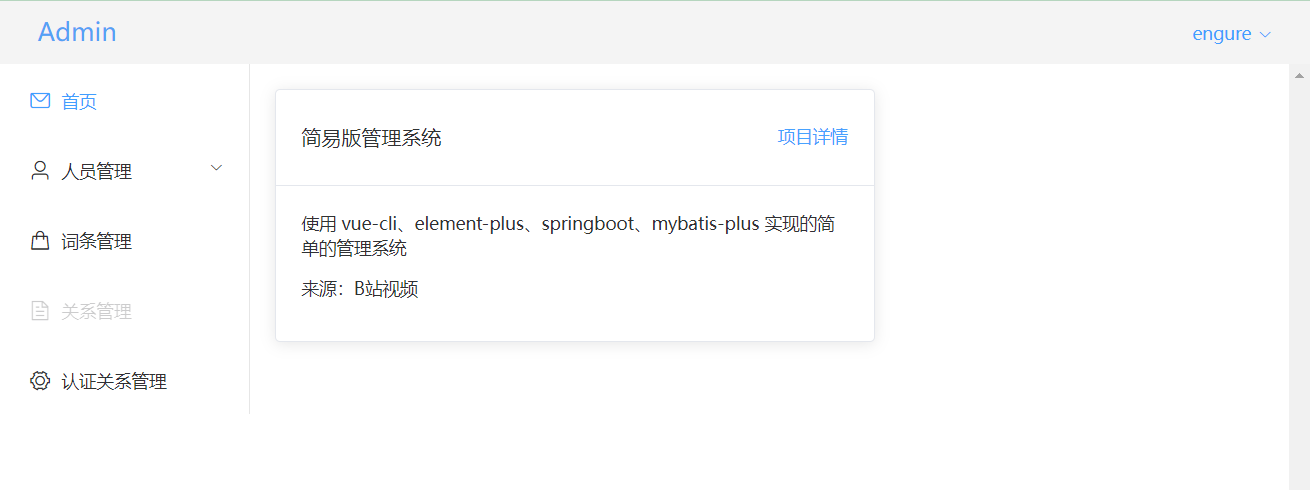 Admin
engure
首页
人员管理
词条管理
关系管理
认证关系管理
简易版管理系统
项目详情
使用 vue-cli、element-plus、springboot、mybatis-plus 实现的简
单的管理系统
来源：B站视频